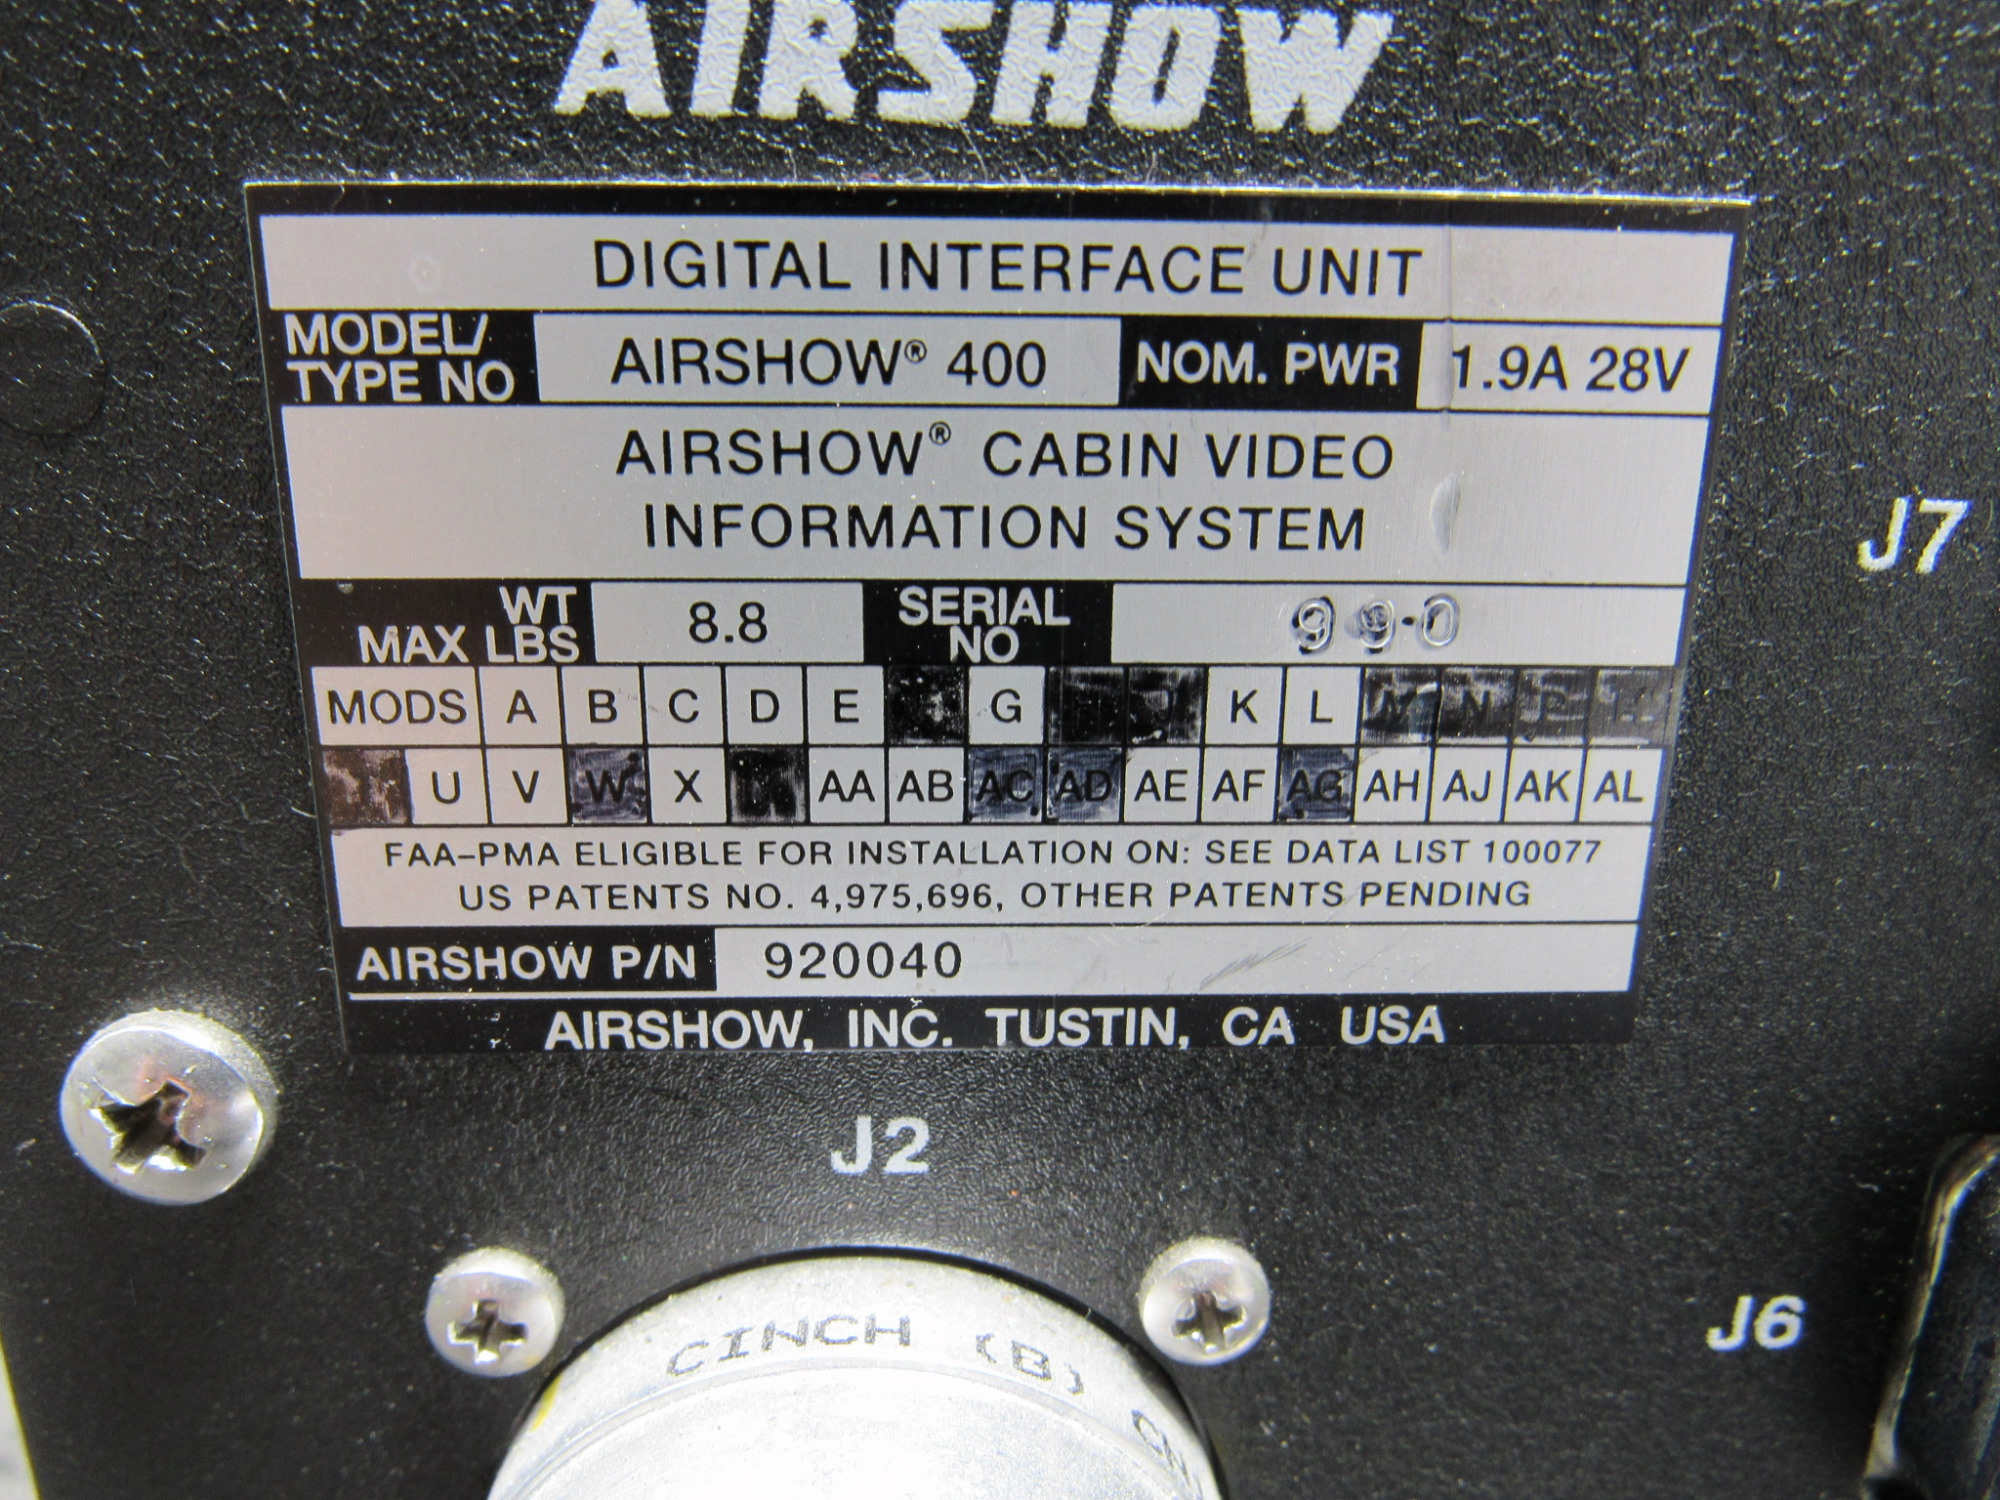 AIRSHOW
DIGITAL INTERFACE UNIT
MODEL/
TYPE NO
AIRSHOW® 400
NOM. PWR
1.9A 28V
AIRSHOW® CABIN VIDEO
INFORMATION SYSTEM
J7
WT
MAX LBS
8.8
SERIAL
NO
990
MODS A B C D E G J K L M N P
U V W X AA AB AC AD AE AF AG AH AJ AK AL
FAA-PMA ELIGIBLE FOR INSTALLATION ON: SEE DATA LIST 100077
US PATENTS NO. 4,975,696, OTHER PATENTS PENDING
AIRSHOW P/N 920040
AIRSHOW, INC. TUSTIN, CA USA
J2
J6
CINCH (B)